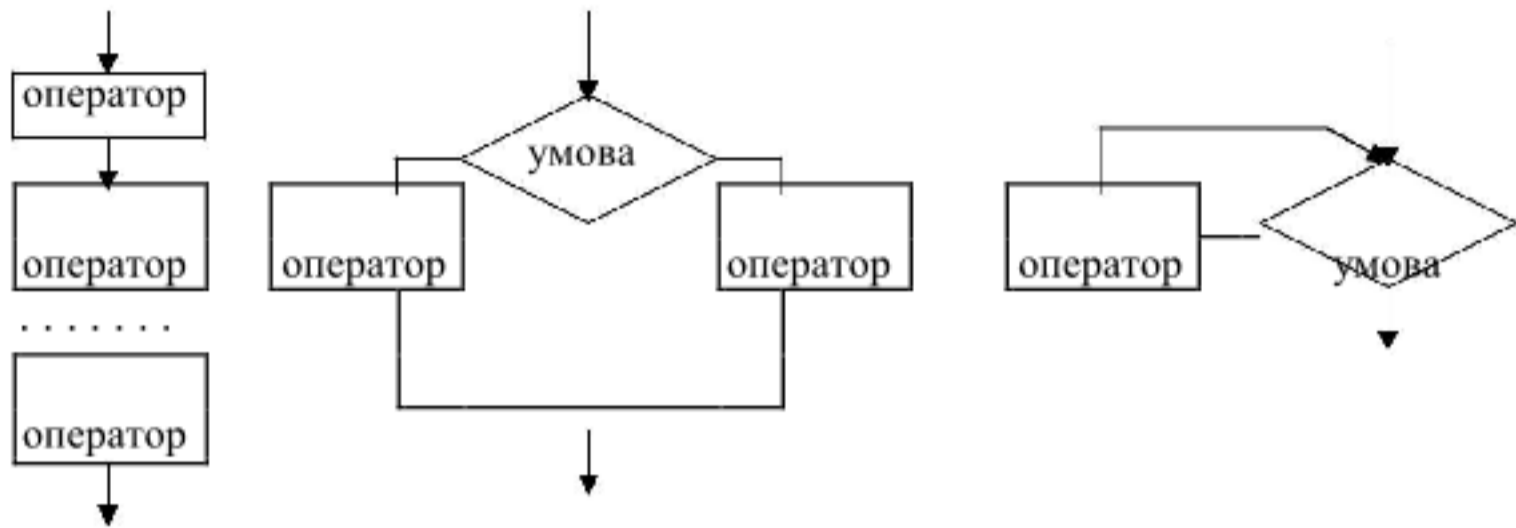 оператор
оператор
. . . . . . .
оператор
умова
оператор
оператор
оператор
умова